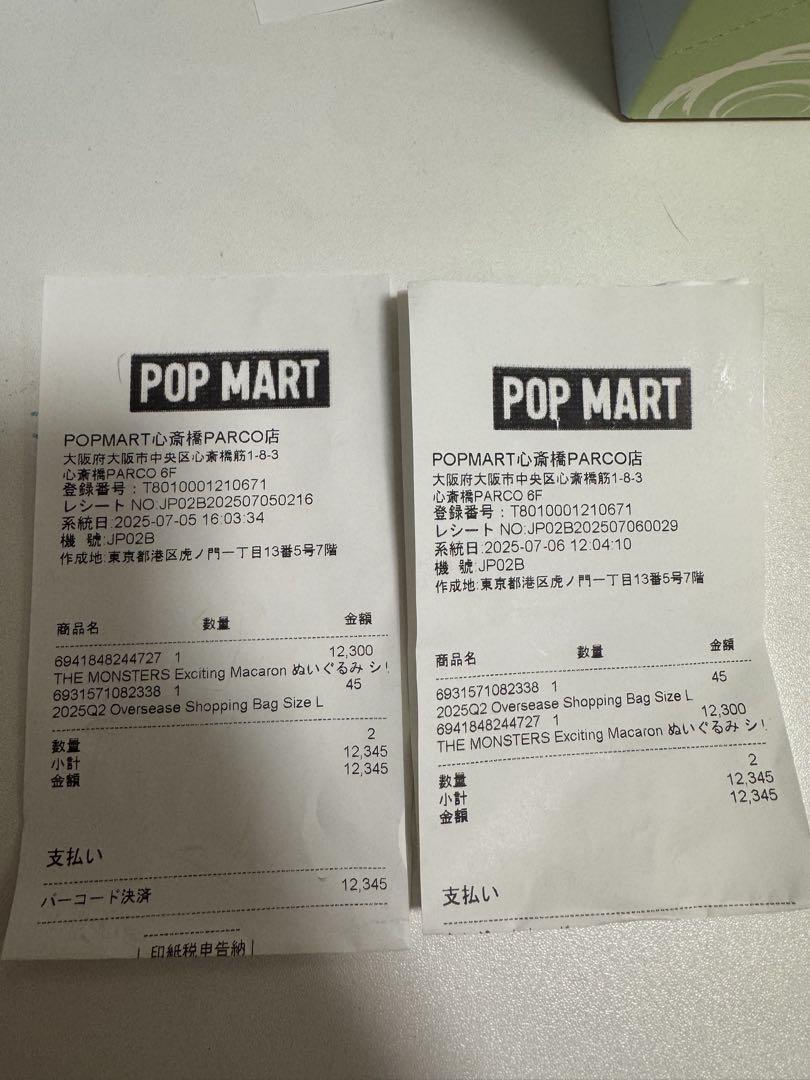 POP MART
POPMART心斎橋PARCO店
大阪府大阪市中央区心斎橋筋1-8-3
心斎橋PARCO 6F
登録番号：T8010001210671
レシート NO:JP02B202507050216
系統日:2025-07-05 16:03:34
機 號:JP02B
作成地:東京都港区虎ノ門一丁目13番5号7階
商品名 数量 金額
6941848244727 1 12,300
THE MONSTERS Exciting Macaron ぬいぐるみ シリ
6931571082338 1 45
2025Q2 Oversease Shopping Bag Size L
数量 2
小計 12,345
金額 12,345
支払い
バーコード決済 12,345
印紙税申告納
POP MART
POPMART心斎橋PARCO店
大阪府大阪市中央区心斎橋筋1-8-3
心斎橋PARCO 6F
登録番号：T8010001210671
レシート NO:JP02B202507060029
系統日:2025-07-06 12:04:10
機 號:JP02B
作成地:東京都港区虎ノ門一丁目13番5号7階
商品名 数量 金額
6931571082338 1 45
2025Q2 Oversease Shopping Bag Size L
6941848244727 1 12,300
THE MONSTERS Exciting Macaron ぬいぐるみ シリ
数量 2
小計 12,345
金額 12,345
支払い